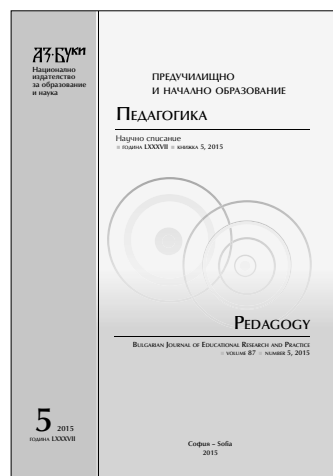 АЗ·БУКИ
Национално
издателство
за образование
и наука
ПРЕДУЧИЛИЩНО
И НАЧАЛНО ОБРАЗОВАНИЕ
ПЕДАГОГИКА
Научно списание
ГОДИНА LXXXVII КНИЖКА 5, 2015
PEDAGOGY
BULGARIAN JOURNAL OF EDUCATIONAL RESEARCH AND PRACTICE
VOLUME 87 NUMBER 5, 2015
5 2015
ГОДИНА LXXXVII
София – Sofia
2015